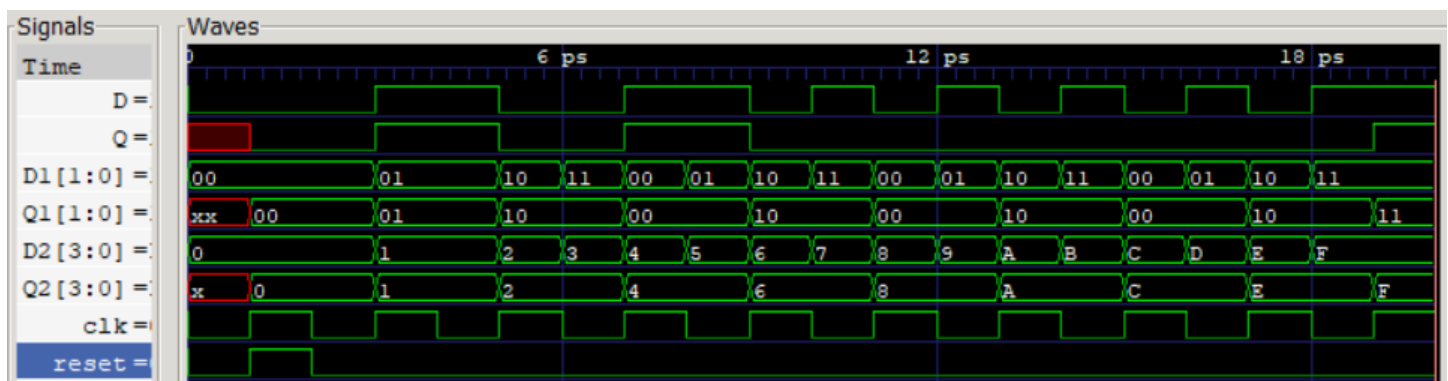 Signals Waves
Time 0 6 ps 12 ps 18 ps
D =
Q =
D1[1:0] = 00 01 10 11 00 01 10 11 00 01 10 11 00 01 10 11
Q1[1:0] = xx 00 01 10 00 10 00 10 00 10 11
D2[3:0] = 0 1 2 3 4 5 6 7 8 9 A B C D E F
Q2[3:0] = x 0 1 2 4 6 8 A C E F
clk =
reset =